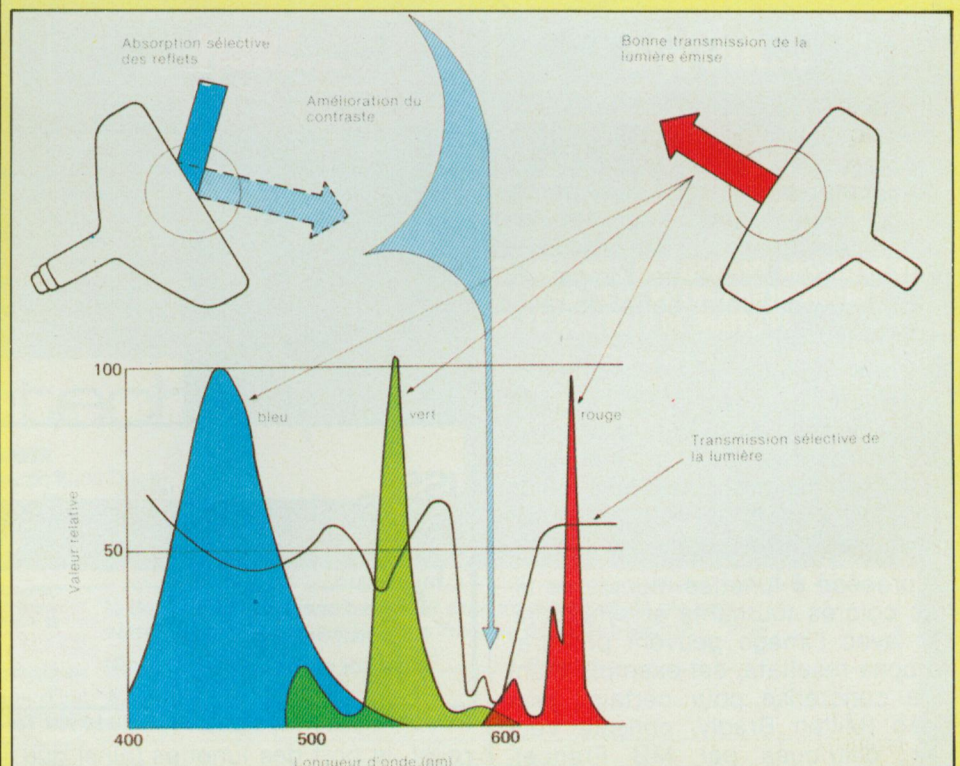 Absorption sélective
des reflets
Amélioration du
contraste
Bonne transmission de la
lumière émise
100
bleu
vert
rouge
Transmission sélective de
la lumière
Valeur relative
50
400
500
600
Longueur d'onde (nm)